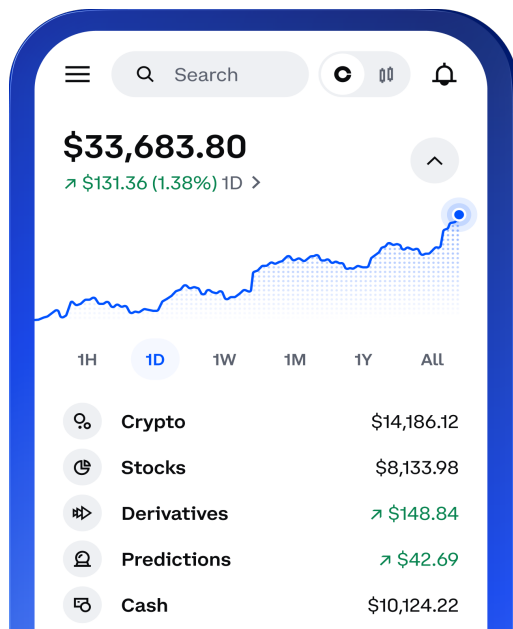 Search
$33,683.80
↗ $131.36 (1.38%) 1D >
1H 1D 1W 1M 1Y All
Crypto $14,186.12
Stocks $8,133.98
Derivatives ↗ $148.84
Predictions ↗ $42.69
Cash $10,124.22